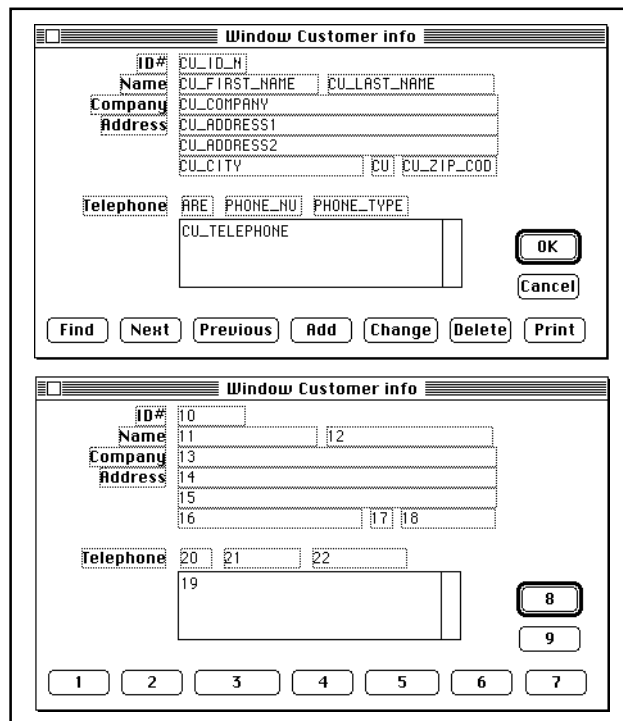 Window Customer info
ID# CU_ID_N
Name CU_FIRST_NAME CU_LAST_NAME
Company CU_COMPANY
Address CU_ADDRESS1
CU_ADDRESS2
CU_CITY CU CU_ZIP_COD
Telephone ARE PHONE_NU PHONE_TYPE
CU_TELEPHONE
OK
Cancel
Find Next Previous Add Change Delete Print
Window Customer info
ID# 10
Name 11 12
Company 13
Address 14
15
16 17 18
Telephone 20 21 22
19
8
9
1 2 3 4 5 6 7